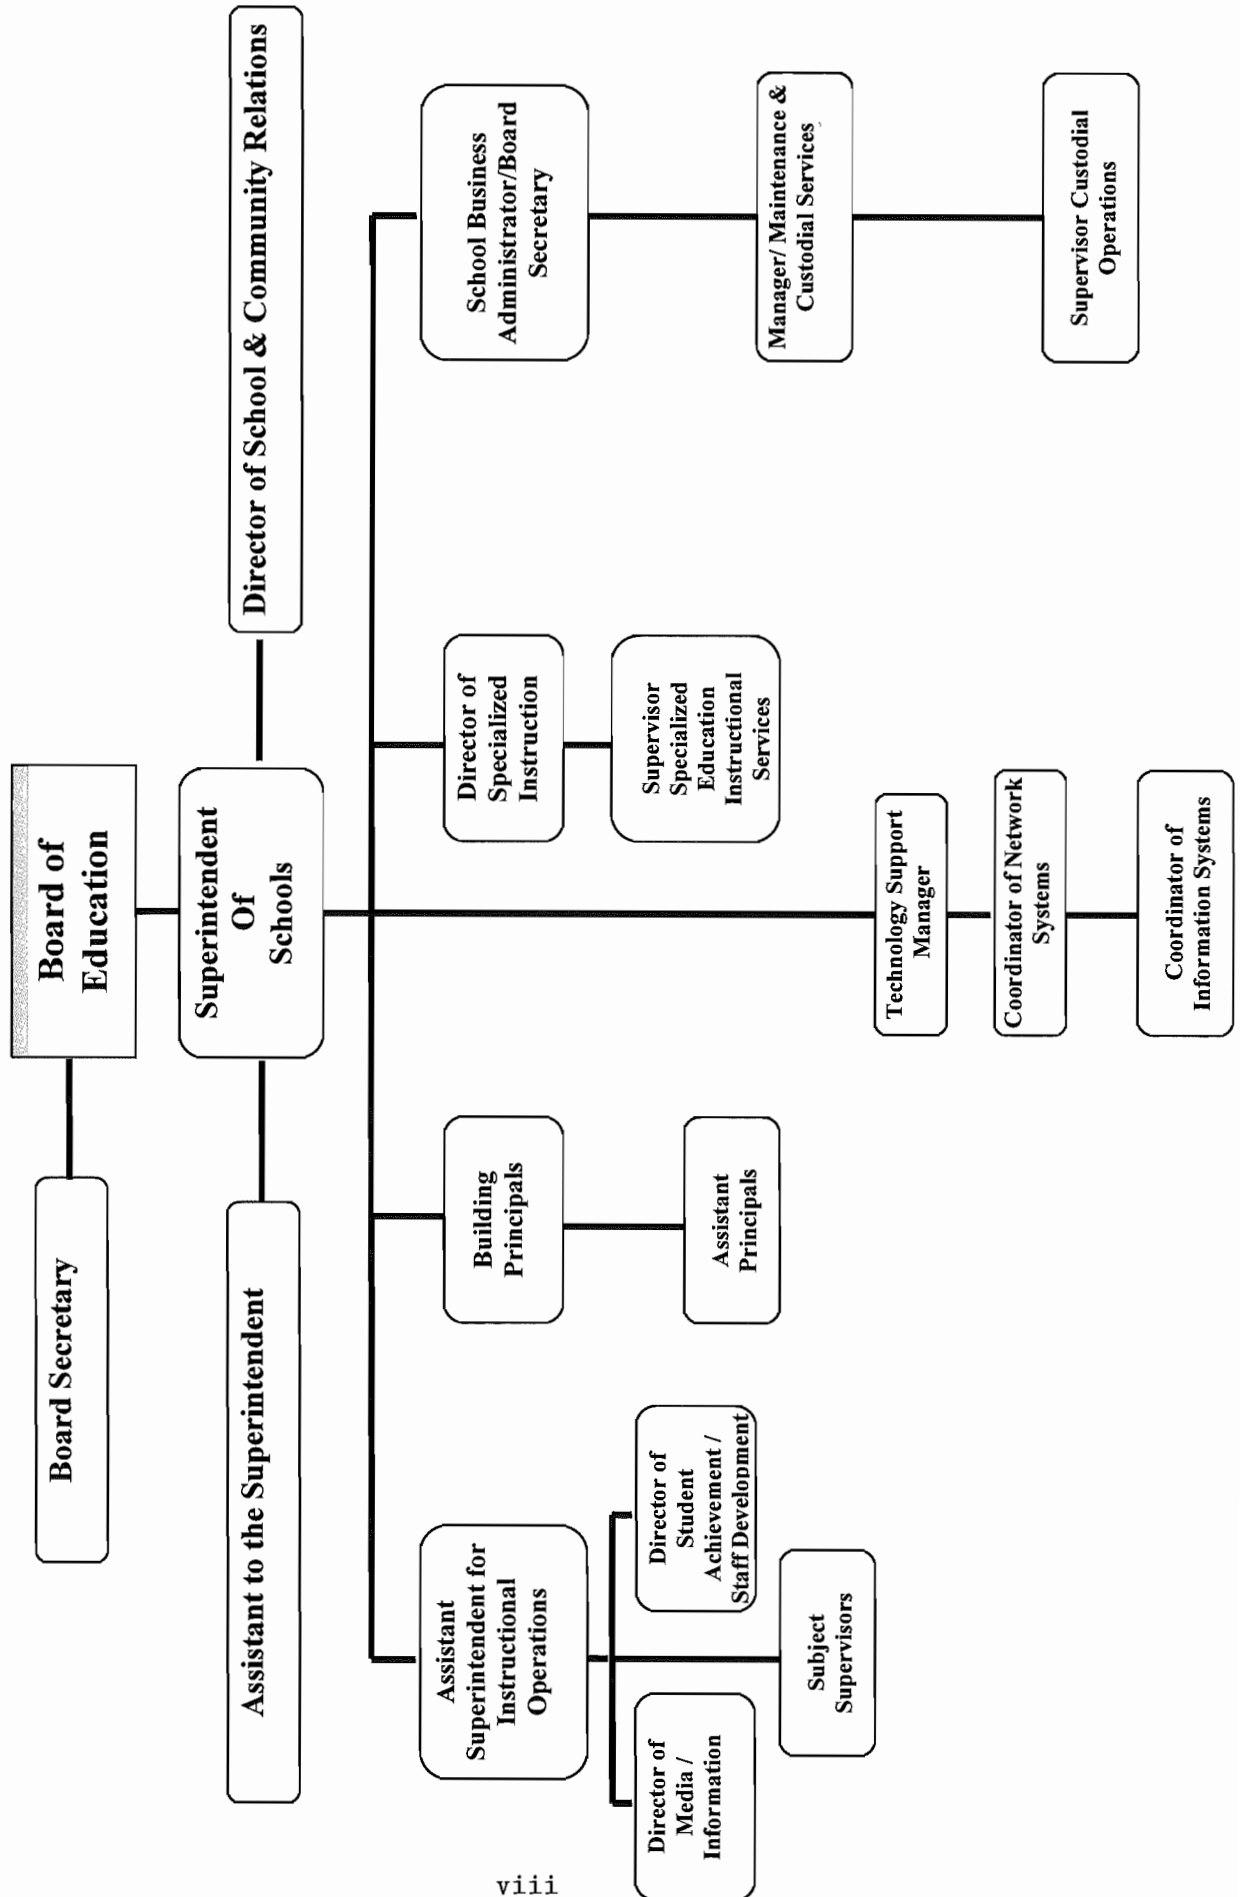 Board of
Education
Board Secretary
Superintendent
Of
Schools
Assistant to the Superintendent
Director of School & Community Relations
Assistant
Superintendent for
Instructional
Operations
Building
Principals
Director of
Specialized
Instruction
School Business
Administrator/Board
Secretary
Director of
Media /
Information
Director of
Student
Achievement /
Staff Development
Subject
Supervisors
Assistant
Principals
Supervisor
Specialized
Education
Instructional
Services
Manager/ Maintenance &
Custodial Services
Technology Support
Manager
Coordinator of Network
Systems
Coordinator of
Information Systems
Supervisor Custodial
Operations
viii